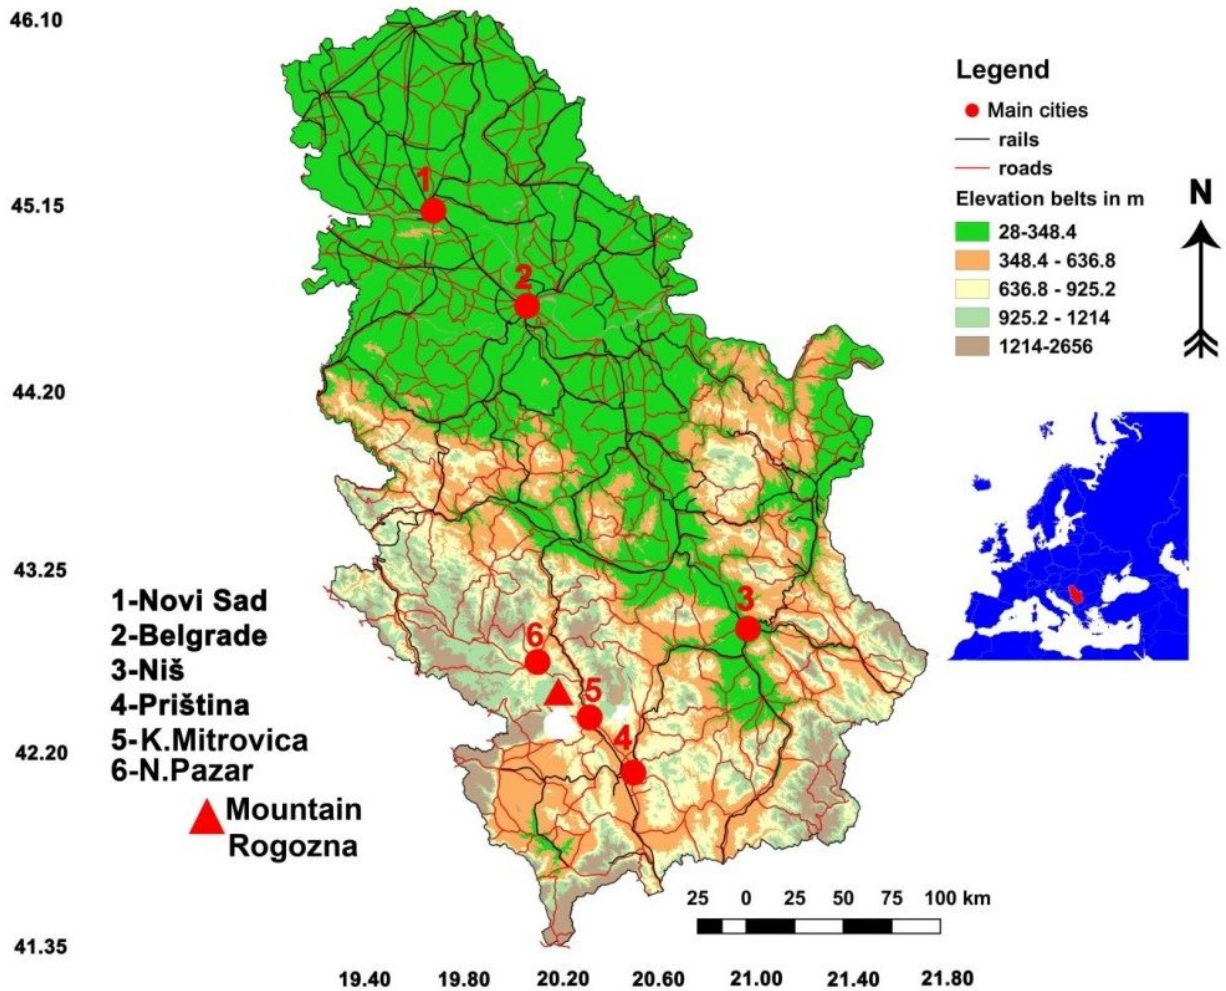 46.10
45.15
44.20
43.25
42.20
41.35
19.40 19.80 20.20 20.60 21.00 21.40 21.80
1
2
3
6
5
4
1-Novi Sad
2-Belgrade
3-Niš
4-Priština
5-K.Mitrovica
6-N.Pazar
Mountain
Rogozna
Legend
Main cities
rails
roads
Elevation belts in m
28-348.4
348.4 - 636.8
636.8 - 925.2
925.2 - 1214
1214-2656
N
25 0 25 50 75 100 km